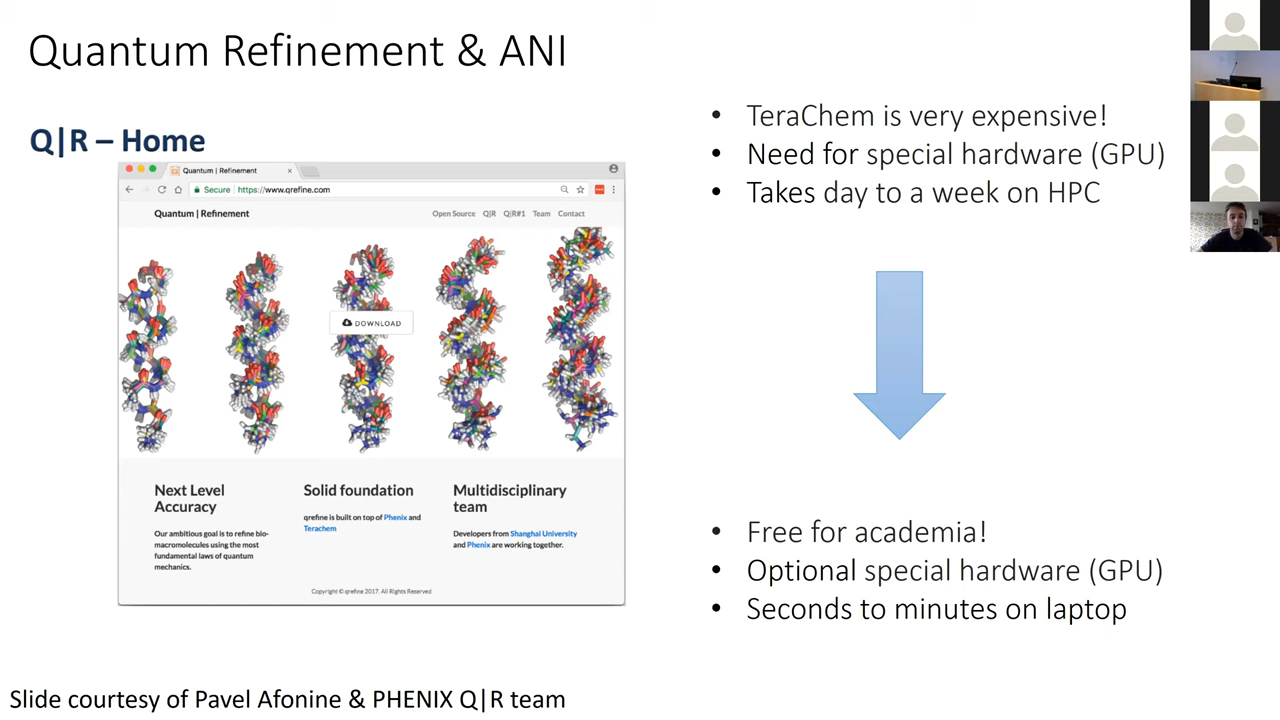 Quantum Refinement & ANI
Q|R – Home
Quantum | Refinement
Secure | https://www.qrefine.com
Quantum | Refinement
Open Source Q|R Q|R#1 Team Contact
DOWNLOAD
Next Level
Accuracy
Our ambitious goal is to refine bio-
macromolecules using the most
fundamental laws of quantum
mechanics.
Solid foundation
qrefine is built on top of Phenix and
Terachem
Multidisciplinary
team
Developers from Shanghai University
and Phenix are working together.
Copyright © qrefine 2017. All Rights Reserved
• TeraChem is very expensive!
• Need for special hardware (GPU)
• Takes day to a week on HPC
• Free for academia!
• Optional special hardware (GPU)
• Seconds to minutes on laptop
Slide courtesy of Pavel Afonine & PHENIX Q|R team